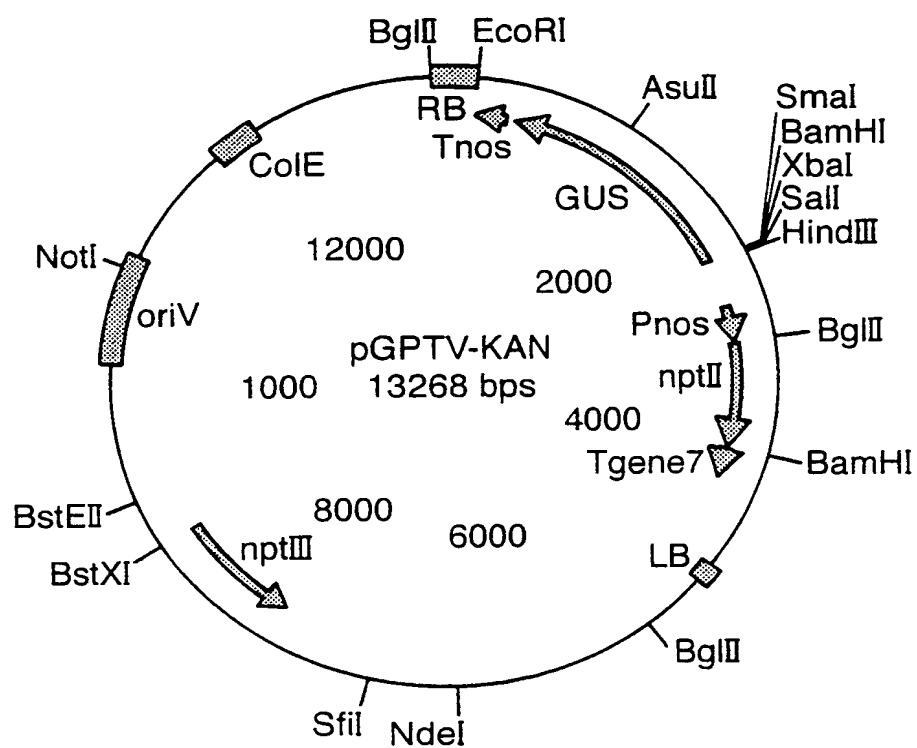 BglⅡ
EcoRI
RB
Tnos
AsuⅡ
SmaI
BamHI
XbaI
SalI
HindⅢ
ColE
GUS
NotI
12000
2000
oriV
Pnos
BglⅡ
pGPTV-KAN
13268 bps
nptⅡ
1000
4000
Tgene7
BamHI
BstEⅡ
8000
6000
nptⅢ
LB
BstXI
BglⅡ
SfiI
NdeI